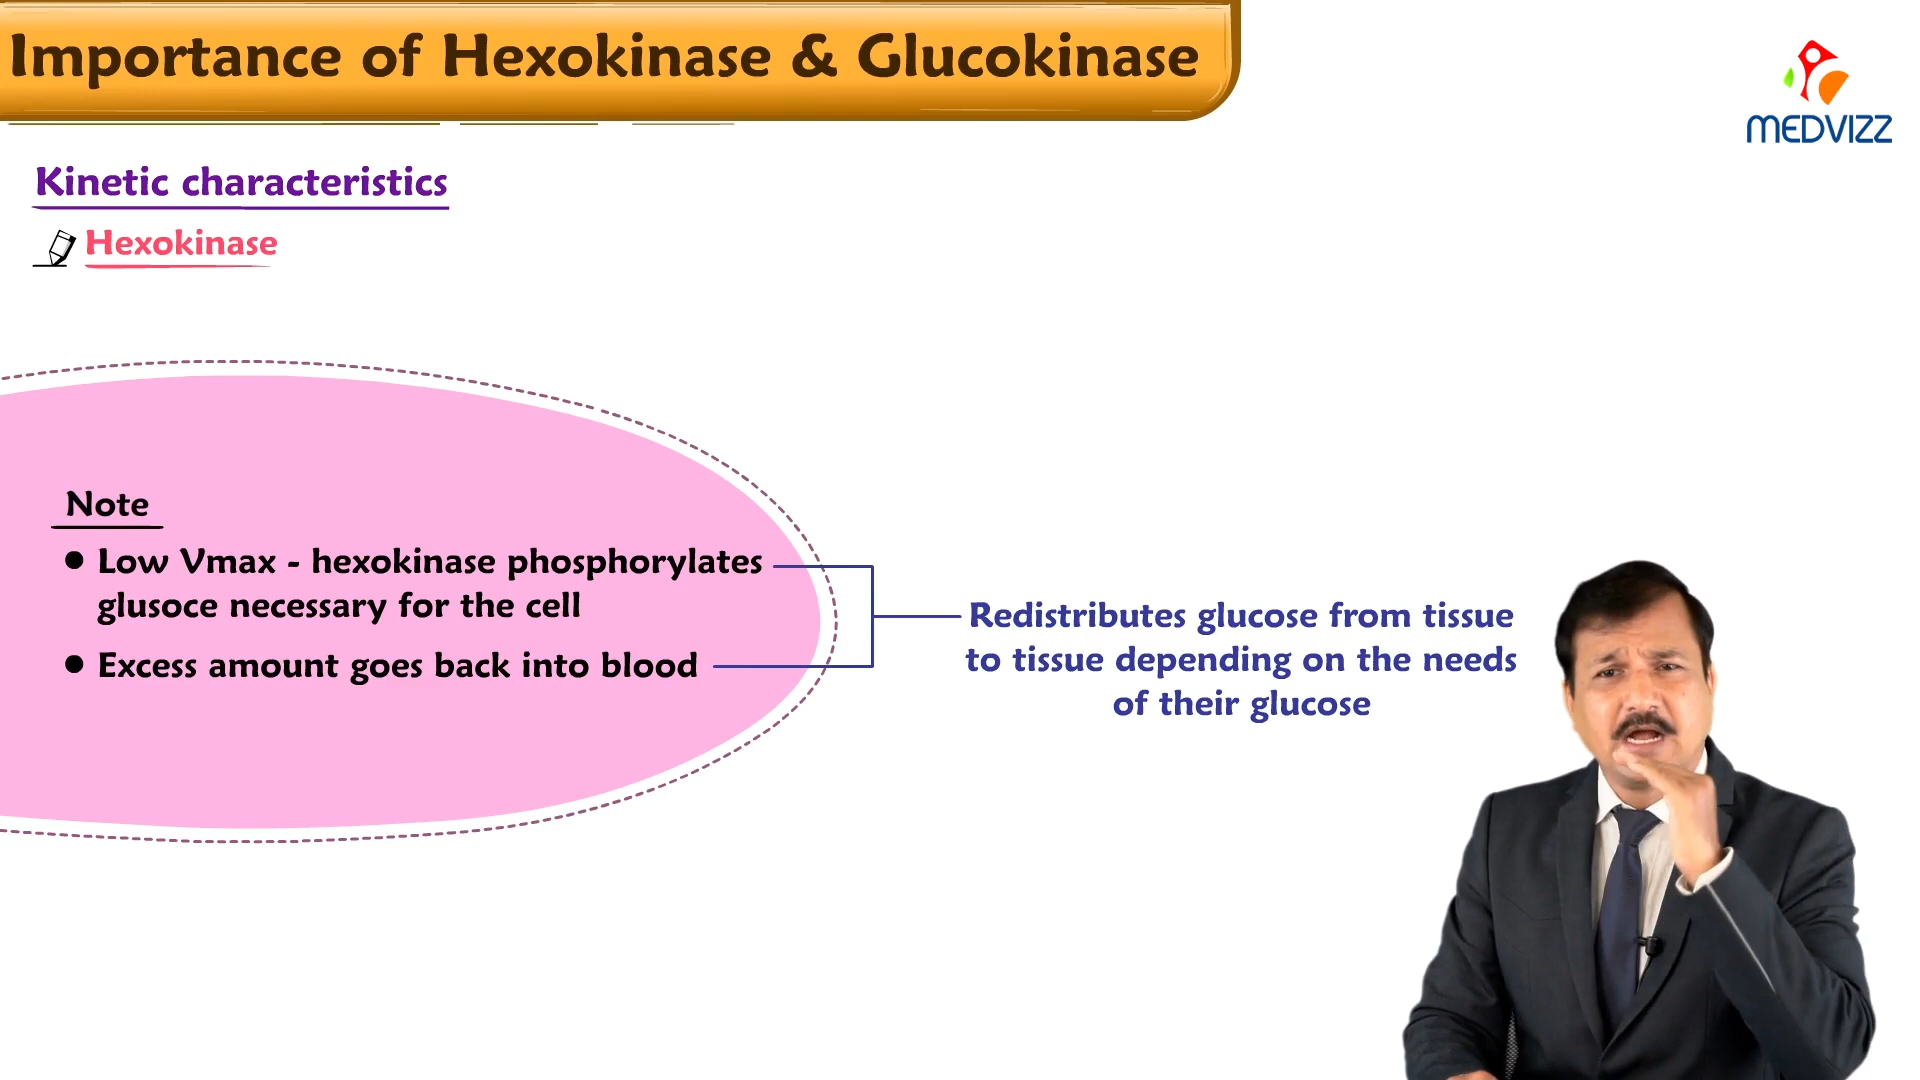 Importance of Hexokinase & Glucokinase
MEDVIZZ
Kinetic characteristics
Hexokinase
Note
• Low Vmax - hexokinase phosphorylates
glusoce necessary for the cell
• Excess amount goes back into blood
Redistributes glucose from tissue
to tissue depending on the needs
of their glucose